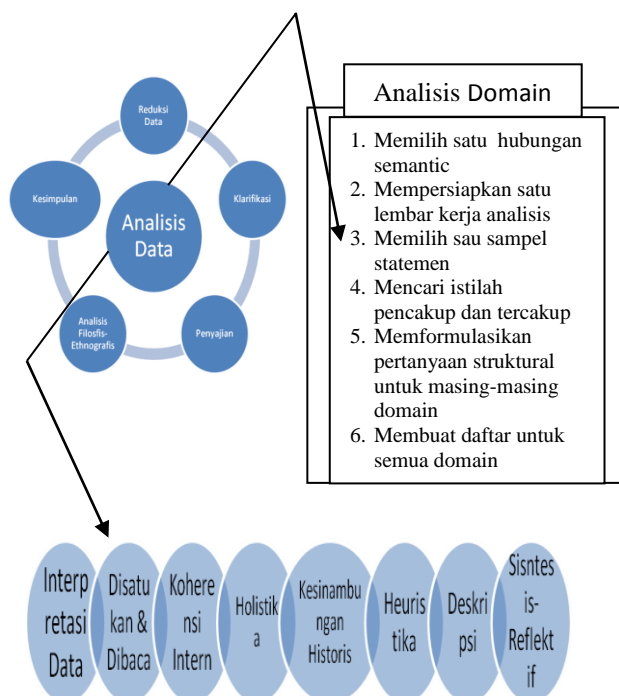 Reduksi
Data
Klarifikasi
Penyajian
Analisis
Filosfis-
Ethnografis
Kesimpulan
Analisis
Data
Analisis Domain
1. Memilih satu hubungan
semantic
2. Mempersiapkan satu
lembar kerja analisis
3. Memilih sau sampel
statemen
4. Mencari istilah
pencakup dan tercakup
5. Memformulasikan
pertanyaan struktural
untuk masing-masing
domain
6. Membuat daftar untuk
semua domain
Interp
retasi
Data
Disatu
kan &
Dibaca
Kohere
nsi
Intern
Holistik
a
Kesinambu
ngan
Historis
Heuris
tika
Deskri
psi
Sisntes
is-
Reflekt
if